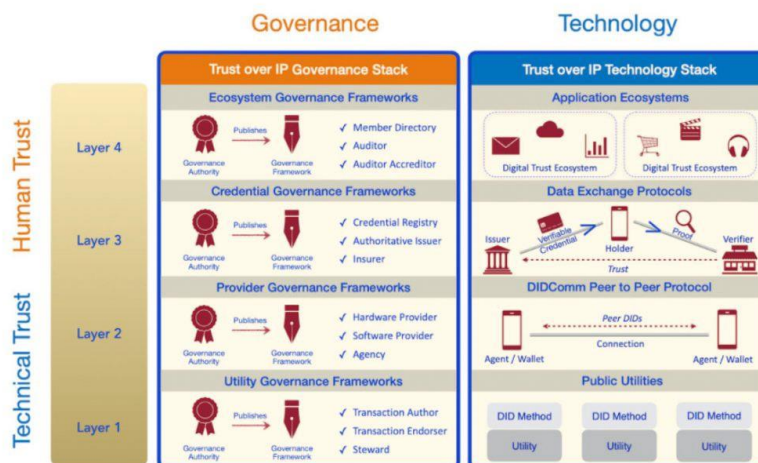 Governance
Technology
Human Trust
Technical Trust
Layer 4
Layer 3
Layer 2
Layer 1
Trust over IP Governance Stack
Ecosystem Governance Frameworks
Publishes
Governance
Authority
Governance
Framework
✓ Member Directory
✓ Auditor
✓ Auditor Accreditor
Credential Governance Frameworks
Publishes
Governance
Authority
Governance
Framework
✓ Credential Registry
✓ Authoritative Issuer
✓ Insurer
Provider Governance Frameworks
Publishes
Governance
Authority
Governance
Framework
✓ Hardware Provider
✓ Software Provider
✓ Agency
Utility Governance Frameworks
Publishes
Governance
Authority
Governance
Framework
✓ Transaction Author
✓ Transaction Endorser
✓ Steward
Trust over IP Technology Stack
Application Ecosystems
Digital Trust Ecosystem
Digital Trust Ecosystem
Data Exchange Protocols
Issuer
Verifiable
Credential
Holder
Proof
Verifier
Trust
DIDComm Peer to Peer Protocol
Peer DIDs
Connection
Agent / Wallet
Agent / Wallet
Public Utilities
DID Method
DID Method
DID Method
Utility
Utility
Utility